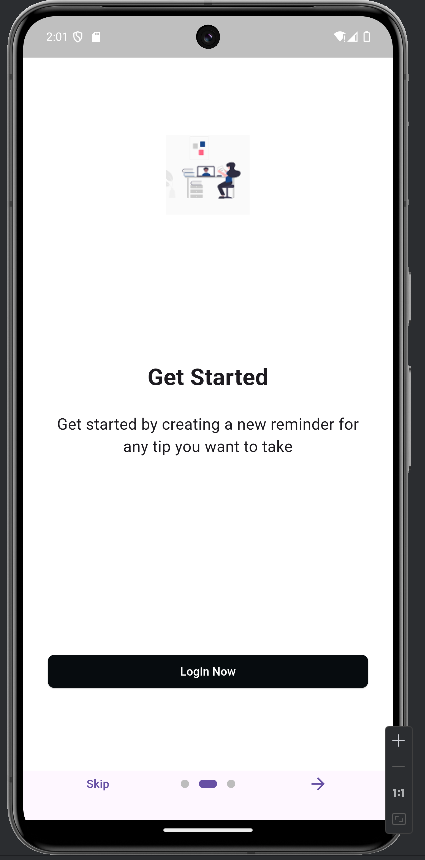 2:01
Get Started
Get started by creating a new reminder for
any tip you want to take
Login Now
Skip
1:1